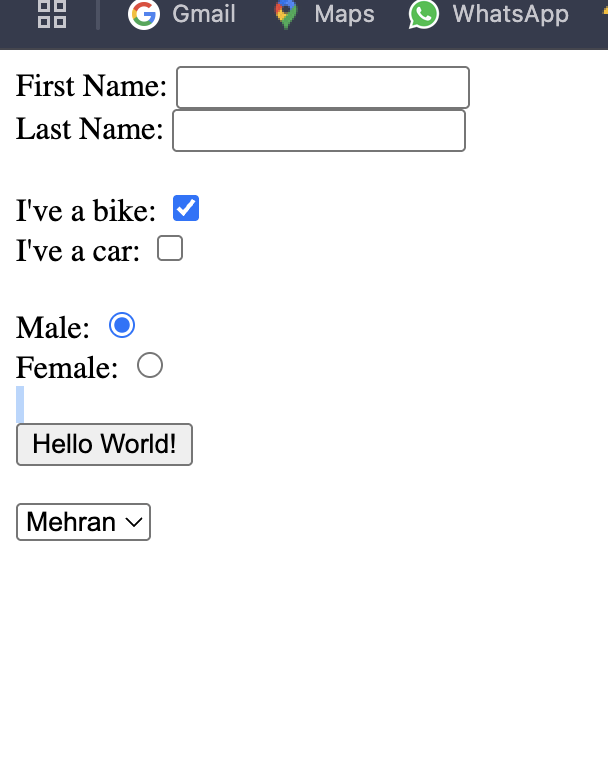 Gmail Maps WhatsApp
First Name:
Last Name:
I've a bike:
I've a car:
Male:
Female:
Hello World!
Mehran